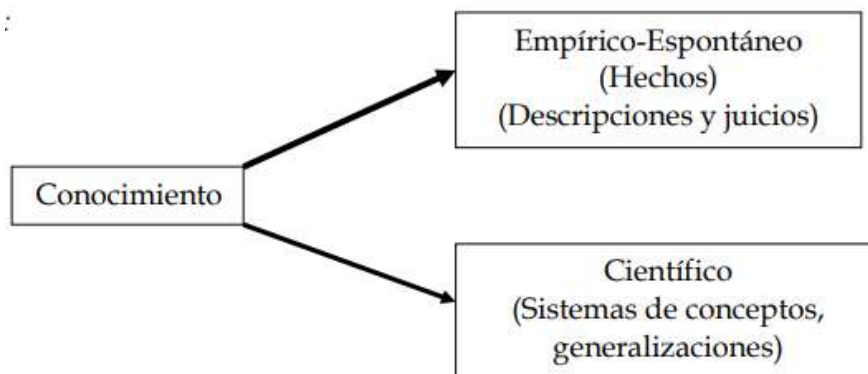 :
Empírico-Espontáneo
(Hechos)
(Descripciones y juicios)
Conocimiento
Científico
(Sistemas de conceptos,
generalizaciones)